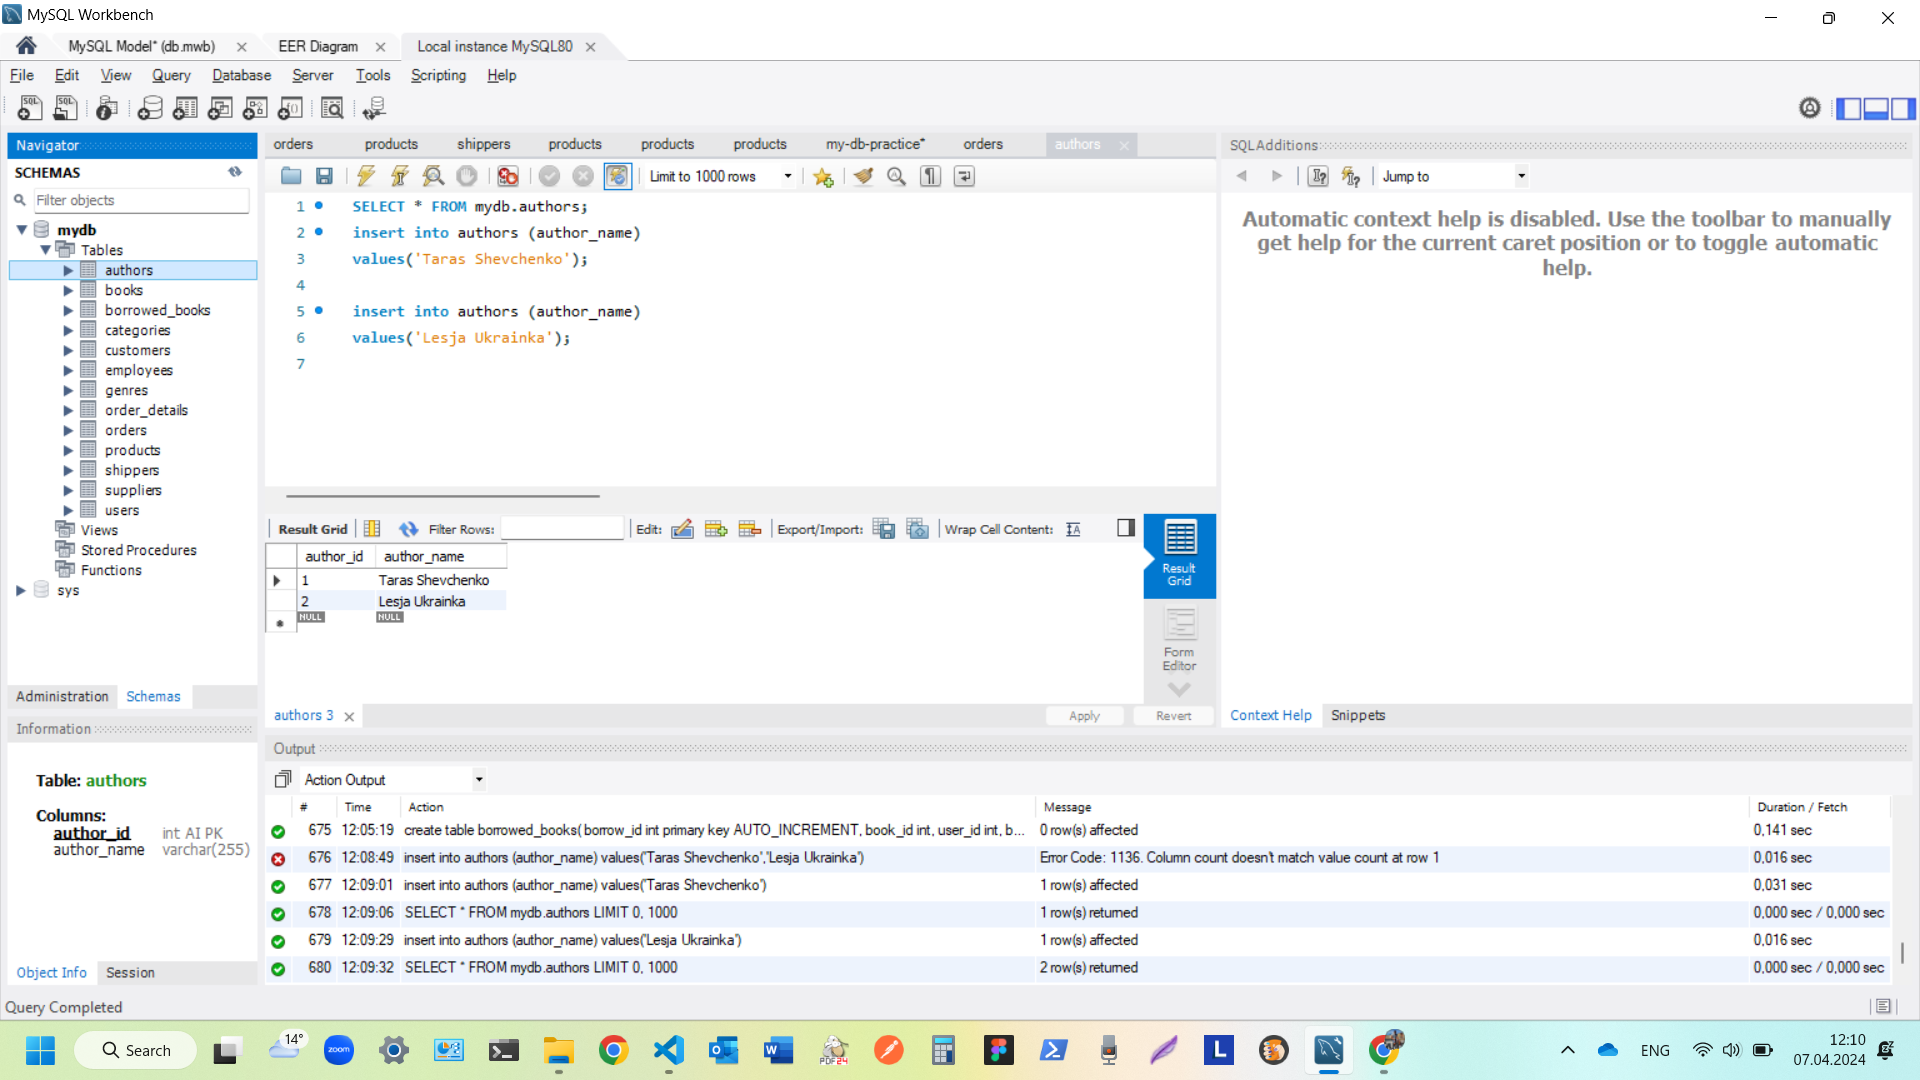 MySQL Workbench
MySQL Model* (db.mwb) EER Diagram Local instance MySQL80
File Edit View Query Database Server Tools Scripting Help
Navigator
SCHEMAS
Filter objects
mydb
Tables
authors
books
borrowed_books
categories
customers
employees
genres
order_details
orders
products
shippers
suppliers
users
Views
Stored Procedures
Functions
sys
Administration Schemas
Information
Table: authors
Columns:
author_id int AI PK
author_name varchar(255)
Object Info Session
orders products shippers products products products my-db-practice* orders authors
Limit to 1000 rows
1 SELECT * FROM mydb.authors;
2 insert into authors (author_name)
3 values('Taras Shevchenko');
4
5 insert into authors (author_name)
6 values('Lesja Ukrainka');
7
Result Grid Filter Rows: Edit: Export/Import: Wrap Cell Content:
author_id author_name
1 Taras Shevchenko
2 Lesja Ukrainka
NULL NULL
Result
Grid
Form
Editor
authors 3 Apply Revert
SQLAdditions
Jump to
Automatic context help is disabled. Use the toolbar to manually
get help for the current caret position or to toggle automatic
help.
Context Help Snippets
Output
Action Output
# Time Action Message Duration / Fetch
675 12:05:19 create table borrowed_books( borrow_id int primary key AUTO_INCREMENT, book_id int, user_id int, b... 0 row(s) affected 0,141 sec
676 12:08:49 insert into authors (author_name) values('Taras Shevchenko','Lesja Ukrainka') Error Code: 1136. Column count doesn't match value count at row 1 0,016 sec
677 12:09:01 insert into authors (author_name) values('Taras Shevchenko') 1 row(s) affected 0,031 sec
678 12:09:06 SELECT * FROM mydb.authors LIMIT 0, 1000 1 row(s) returned 0,000 sec / 0,000 sec
679 12:09:29 insert into authors (author_name) values('Lesja Ukrainka') 1 row(s) affected 0,016 sec
680 12:09:32 SELECT * FROM mydb.authors LIMIT 0, 1000 2 row(s) returned 0,000 sec / 0,000 sec
Query Completed
Search 14° zoom PDF24 L ENG 12:10
07.04.2024